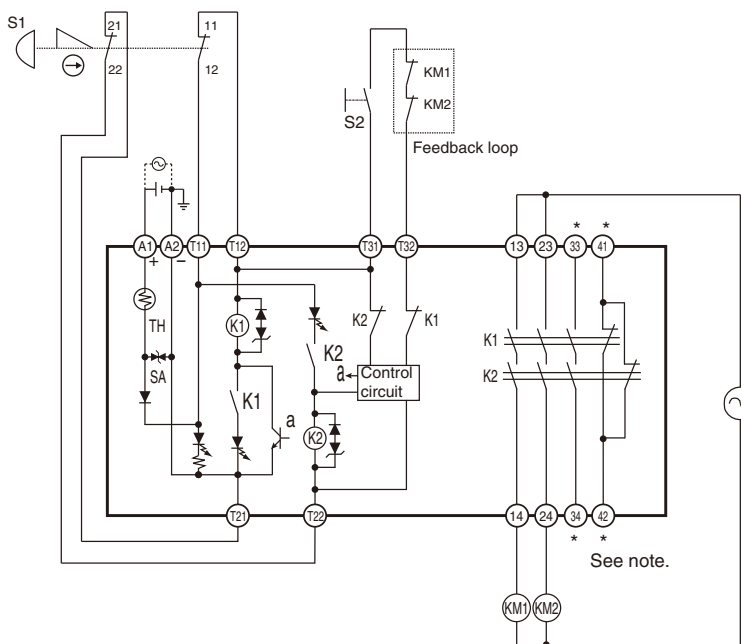 S1
21
22
11
12
S2
KM1
KM2
Feedback loop
A1
A2
T11
T12
T31
T32
13
23
*
33
*
41
+
−
TH
SA
K1
K1
a
K2
K2
K2
K1
a
Control
circuit
K1
K2
T21
T22
14
24
34
42
*
*
See note.
KM1
KM2